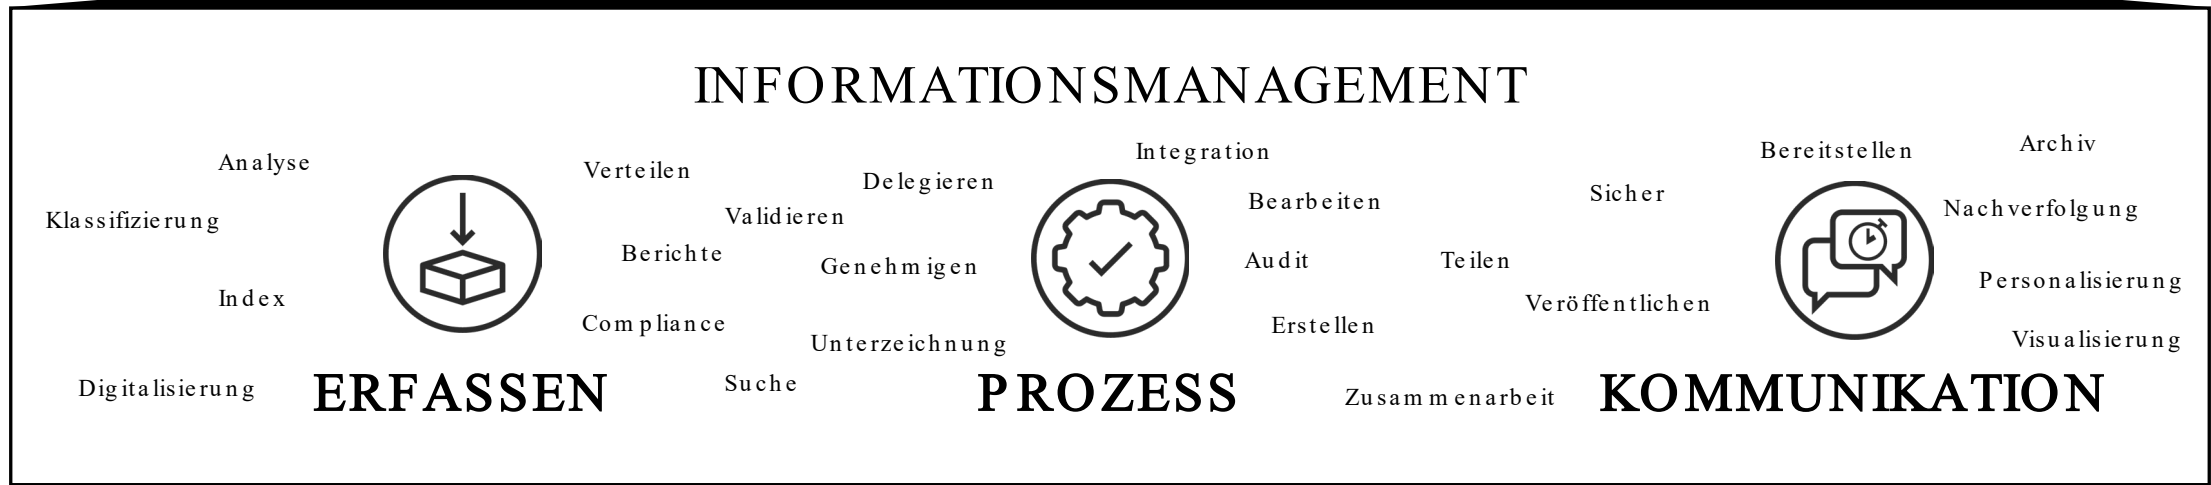 INFORMATIONSMANAGEMENT
Analyse
Klassifizierung
Index
Digitalisierung
ERFASSEN
Verteilen
Validieren
Berichte
Compliance
Suche
Delegieren
Genehmigen
Unterzeichnung
PROZESS
Integration
Bearbeiten
Audit
Erstellen
Teilen
Zusammenarbeit
Sicher
Veröffentlichen
Bereitstellen
KOMMUNIKATION
Archiv
Nachverfolgung
Personalisierung
Visualisierung